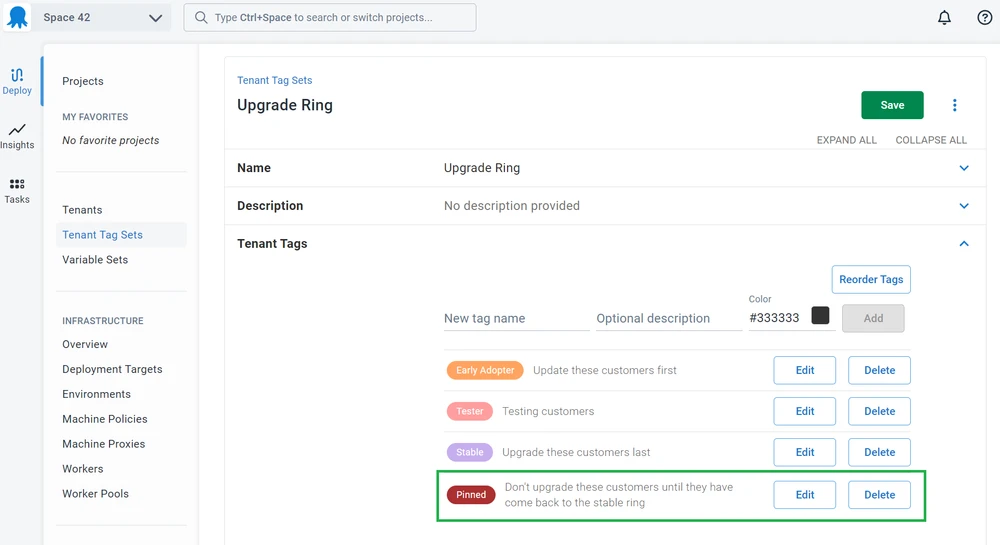 Space 42
Type Ctrl+Space to search or switch projects...
Deploy
Insights
Tasks
Projects
MY FAVORITES
No favorite projects
Tenants
Tenant Tag Sets
Variable Sets
INFRASTRUCTURE
Overview
Deployment Targets
Environments
Machine Policies
Machine Proxies
Workers
Worker Pools
Tenant Tag Sets
Upgrade Ring
Save
EXPAND ALL COLLAPSE ALL
Name Upgrade Ring
Description No description provided
Tenant Tags
Reorder Tags
Color
New tag name Optional description #333333 Add
Early Adopter Update these customers first Edit Delete
Tester Testing customers Edit Delete
Stable Upgrade these customers last Edit Delete
Pinned Don't upgrade these customers until they have
come back to the stable ring Edit Delete